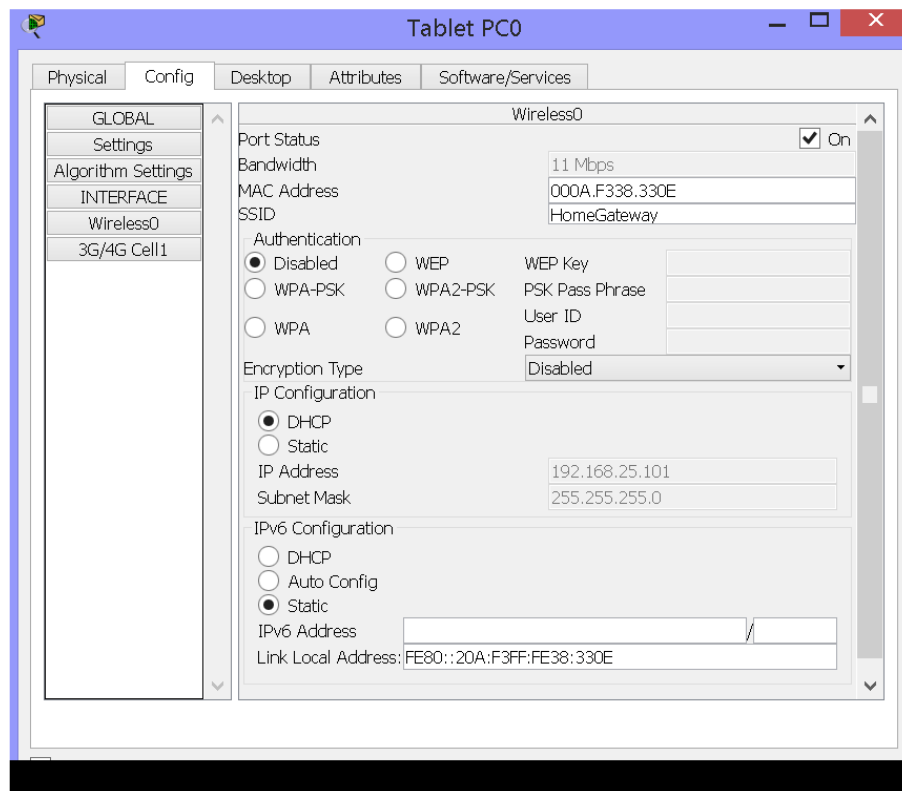 Tablet PC0
Physical Config Desktop Attributes Software/Services
GLOBAL
Settings
Algorithm Settings
INTERFACE
Wireless0
3G/4G Cell1
Wireless0
Port Status On
Bandwidth 11 Mbps
MAC Address 000A.F338.330E
SSID HomeGateway
Authentication
Disabled WEP WEP Key
WPA-PSK WPA2-PSK PSK Pass Phrase
User ID
WPA WPA2
Password
Encryption Type Disabled
IP Configuration
DHCP
Static
IP Address 192.168.25.101
Subnet Mask 255.255.255.0
IPv6 Configuration
DHCP
Auto Config
Static
IPv6 Address /
Link Local Address: FE80::20A:F3FF:FE38:330E